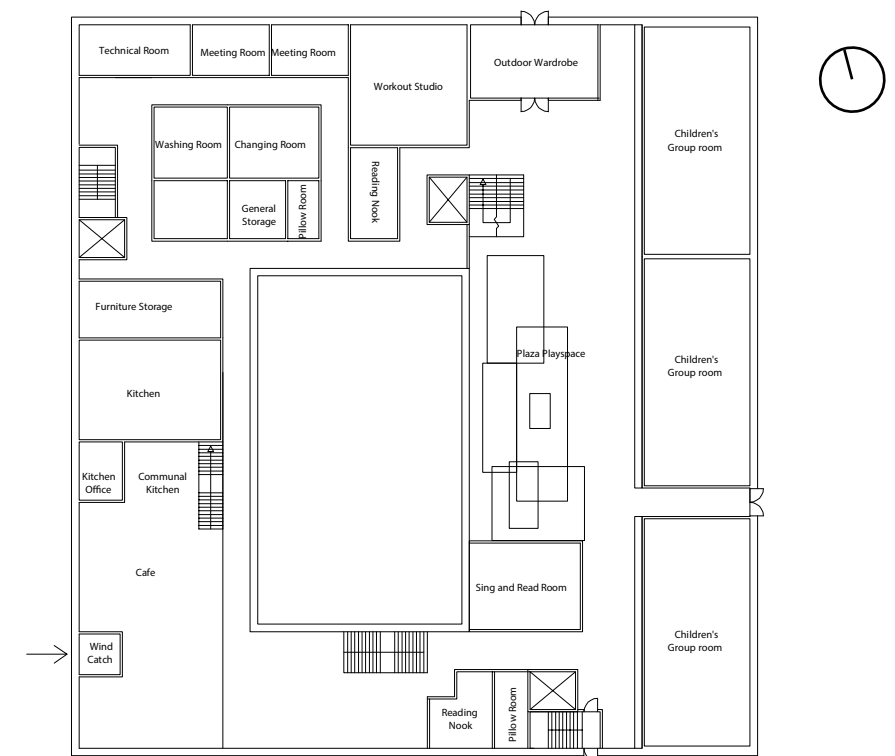 Technical Room
Meeting Room
Meeting Room
Workout Studio
Outdoor Wardrobe
Children's
Group room
Washing Room
Changing Room
Reading Nook
General
Storage
Pillow Room
Furniture Storage
Plaza Playspace
Children's
Group room
Kitchen
Kitchen
Office
Communal
Kitchen
Cafe
Sing and Read Room
Wind
Catch
Children's
Group room
Reading
Nook
Pillow Room